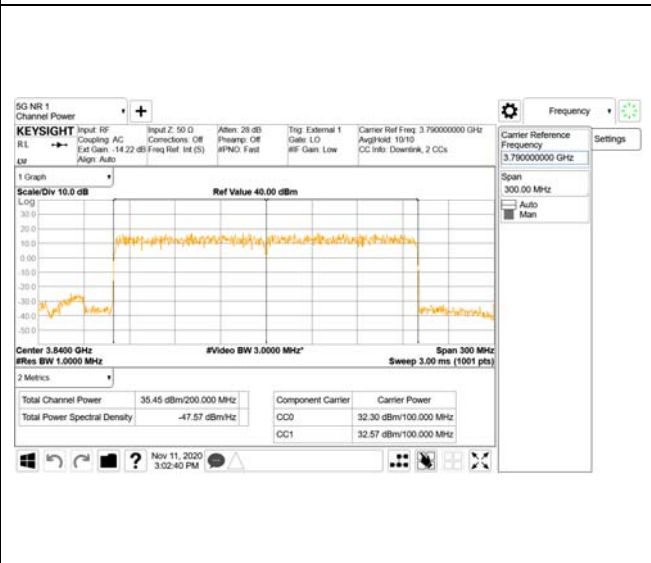 5G NR 1
Channel Power
+
Frequency
KEYSIGHT
RL
Input: RF
Coupling: AC
Ext Gain: -14.22 dB
Align: Auto
Input Z: 50 Ω
Corrections: Off
Freq Ref: Int (S)
Atten: 28 dB
Preamp: Off
#PNO: Fast
Trig: External 1
Gate: LO
#IF Gain: Low
Carrier Ref Freq: 3.790000000 GHz
Avg|Hold: 10/10
CC Info: Downlink, 2 CCs
Carrier Reference
Frequency
3.790000000 GHz
Settings
Span
300.00 MHz
Auto
Man
1 Graph
Scale/Div 10.0 dB
Ref Value 40.00 dBm
Log
30.0
20.0
10.0
0.00
-10.0
-20.0
-30.0
-40.0
-50.0
Center 3.8400 GHz
#Video BW 3.0000 MHz*
Span 300 MHz
#Res BW 1.0000 MHz
Sweep 3.00 ms (1001 pts)
2 Metrics
Total Channel Power 35.45 dBm/200.000 MHz
Total Power Spectral Density -47.57 dBm/Hz
Component Carrier Carrier Power
CC0 32.30 dBm/100.000 MHz
CC1 32.57 dBm/100.000 MHz
?
Nov 11, 2020
3:02:40 PM